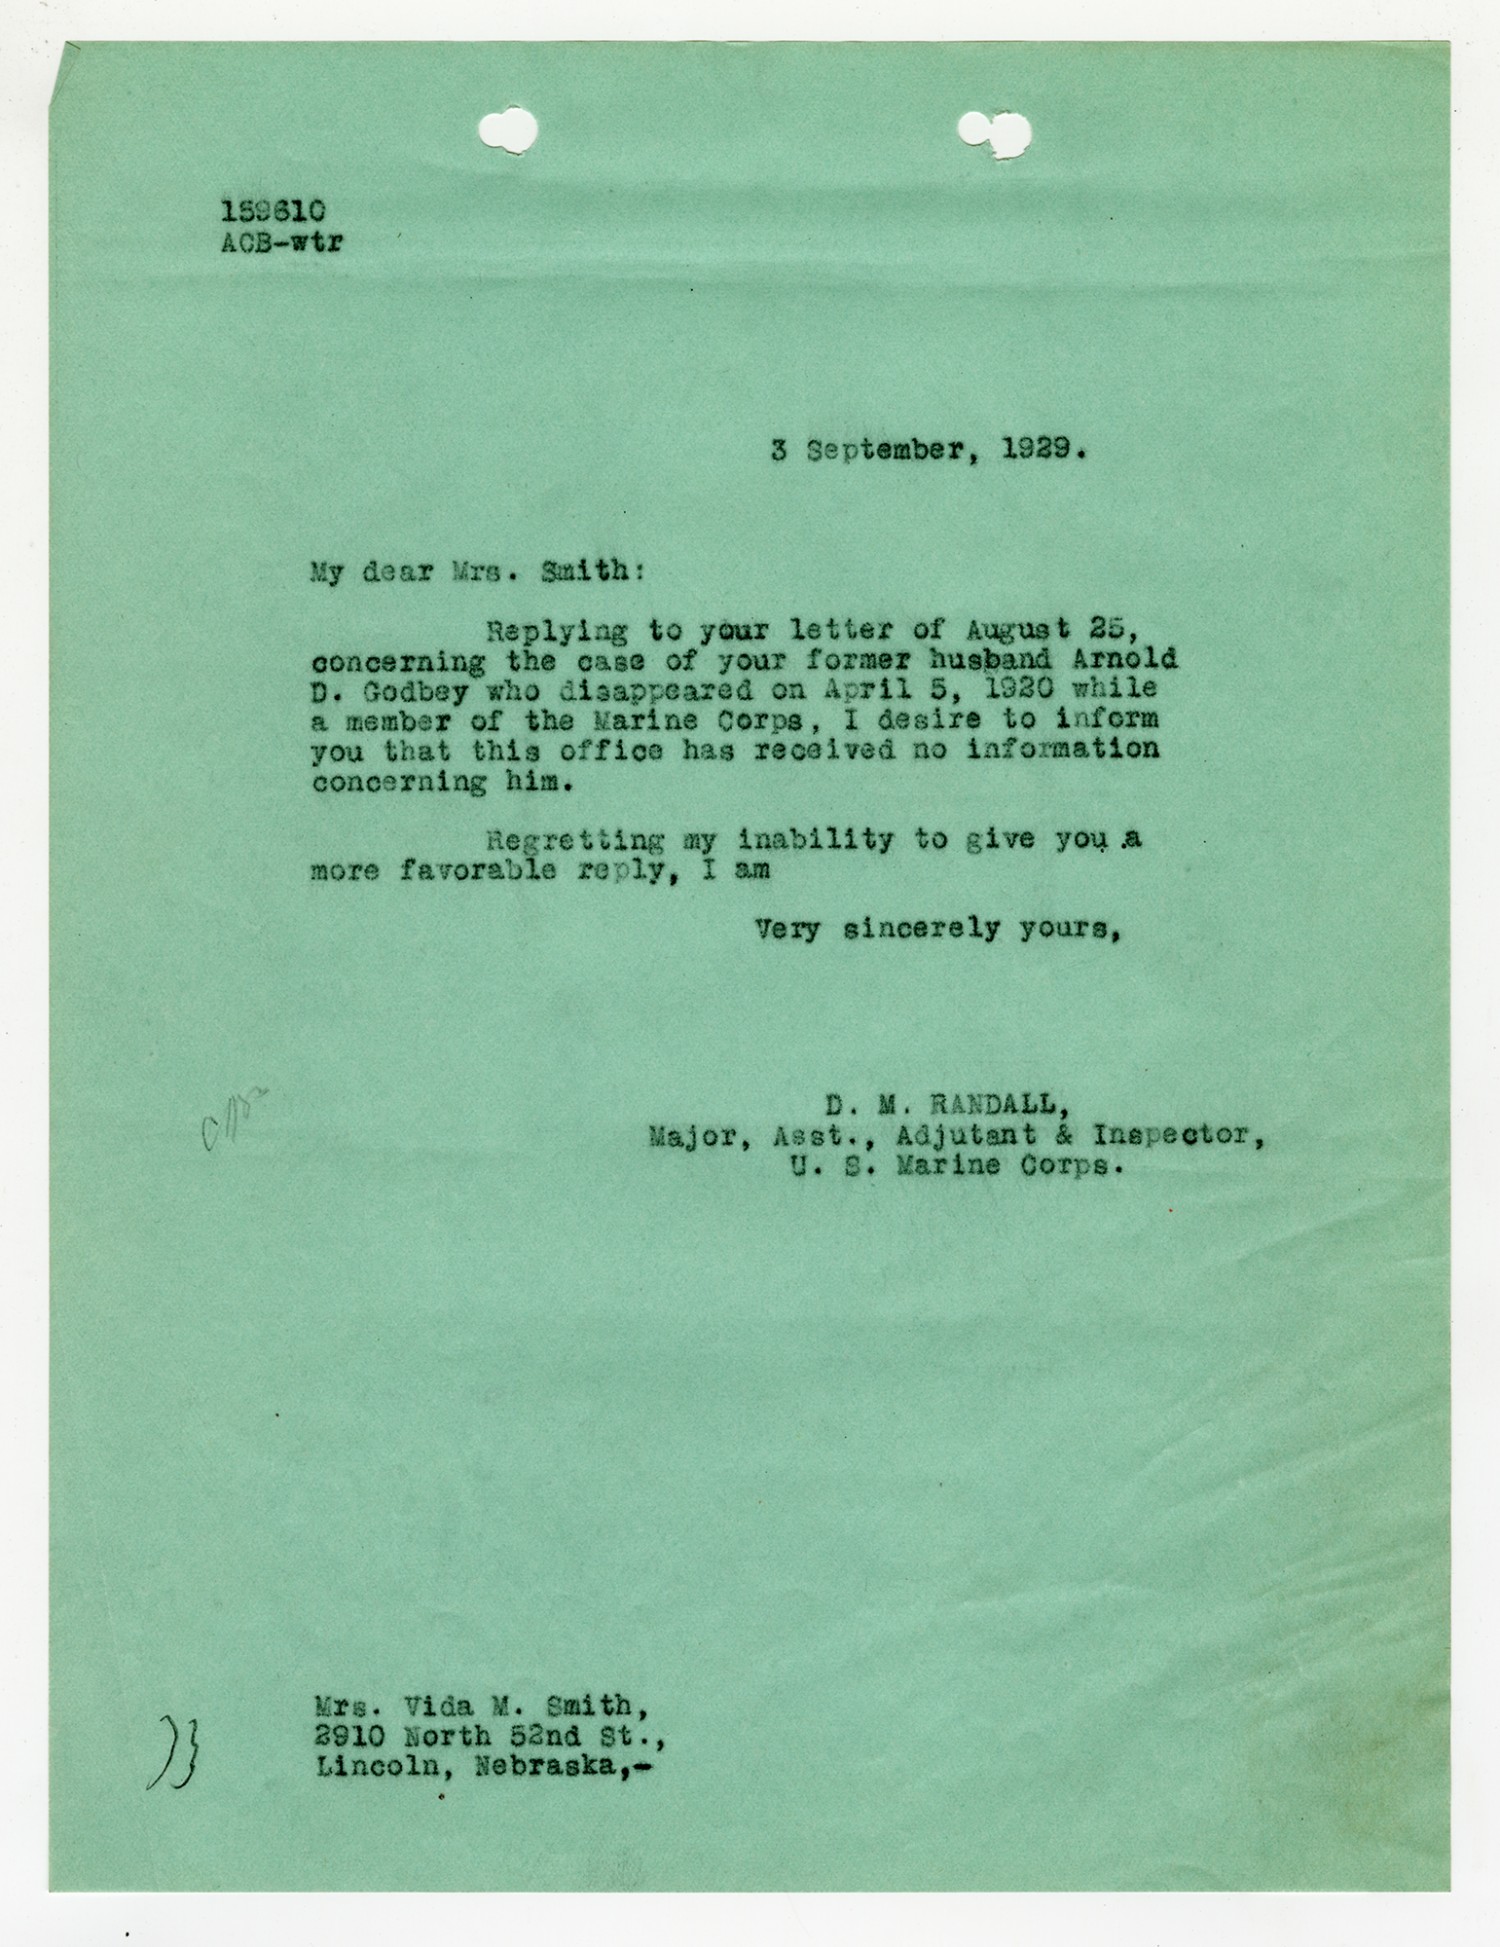 159610
ACB-wtr
3 September, 1929.
My dear Mrs. Smith:
Replying to your letter of August 25,
concerning the case of your former husband Arnold
D. Godbey who disappeared on April 5, 1920 while
a member of the Marine Corps, I desire to inform
you that this office has received no information
concerning him.
Regretting my inability to give you a
more favorable reply, I am
Very sincerely yours,
D. M. RANDALL,
Major, Asst., Adjutant & Inspector,
U. S. Marine Corps.
Mrs. Vida M. Smith,
2910 North 52nd St.,
Lincoln, Nebraska,-